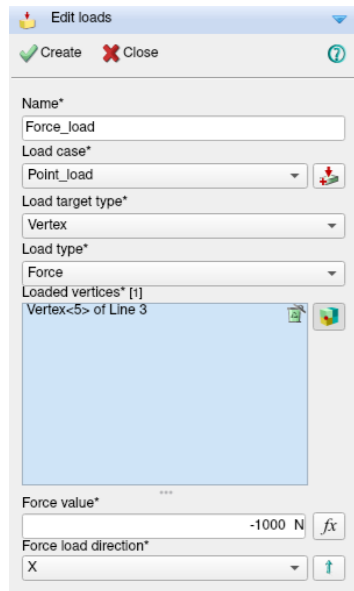 Edit loads
Create Close
Name*
Force_load
Load case*
Point_load
Load target type*
Vertex
Load type*
Force
Loaded vertices* [1]
Vertex<5> of Line 3
Force value*
-1000 N fx
Force load direction*
X